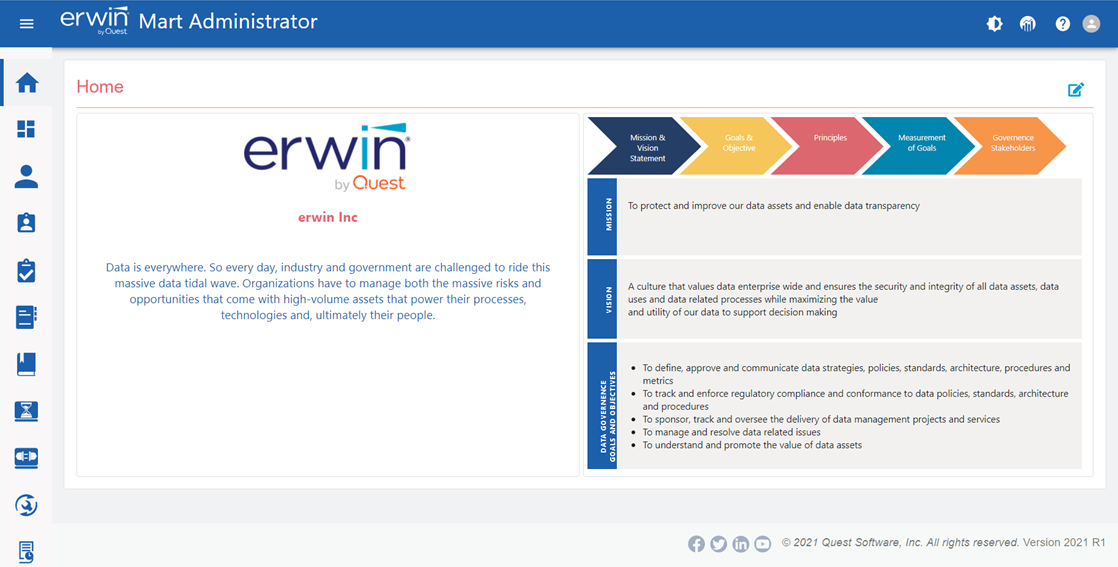 erwin by Quest Mart Administrator
Home
erwin
by Quest
erwin Inc
Data is everywhere. So every day, industry and government are challenged to ride this
massive data tidal wave. Organizations have to manage both the massive risks and
opportunities that come with high-volume assets that power their processes,
technologies and, ultimately their people.
Mission &
Vision
Statement
Goals &
Objective
Principles
Measurement
of Goals
Governence
Stakeholders
MISSION
To protect and improve our data assets and enable data transparency
VISION
A culture that values data enterprise wide and ensures the security and integrity of all data assets, data
uses and data related processes while maximizing the value
and utility of our data to support decision making
DATA GOVERNENCE
GOALS AND OBJECTIVES
• To define, approve and communicate data strategies, policies, standards, architecture, procedures and
metrics
• To track and enforce regulatory compliance and conformance to data policies, standards, architecture
and procedures
• To sponsor, track and oversee the delivery of data management projects and services
• To manage and resolve data related issues
• To understand and promote the value of data assets
© 2021 Quest Software, Inc. All rights reserved. Version 2021 R1